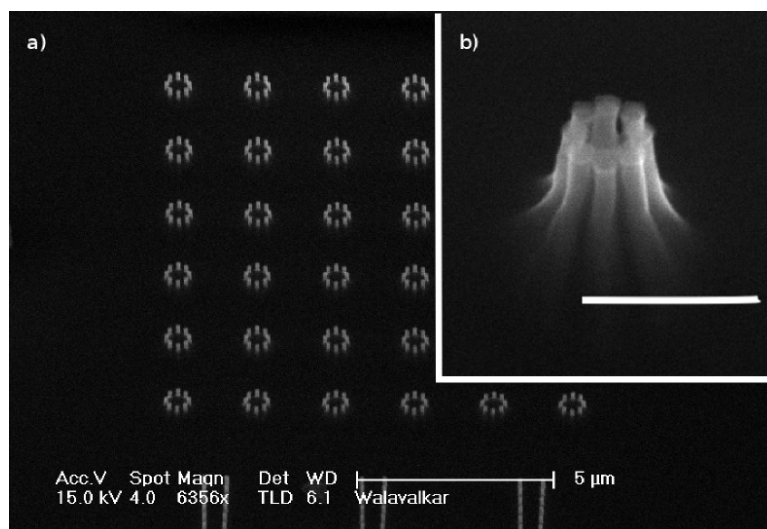 a)
b)
Acc.V Spot Magn Det WD 5 µm
15.0 kV 4.0 6356x TLD 6.1 Walavalkar